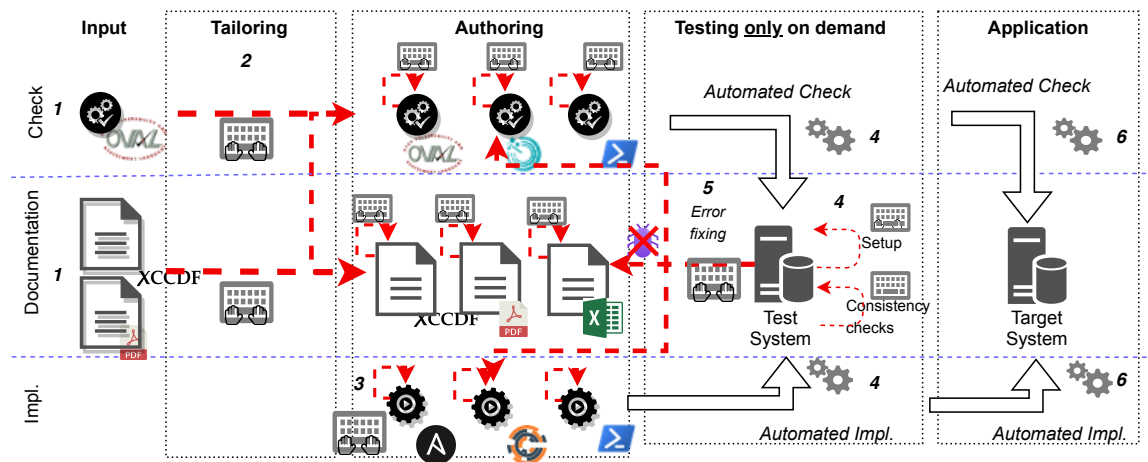 Input
Tailoring
Authoring
Testing only on demand
Application
Check
1
2
OVAL
OVAL
Automated Check
4
Automated Check
6
Documentation
1
XCCDF
PDF
XCCDF
PDF
5
Error
fixing
4
Setup
Consistency
checks
Test
System
Target
System
Impl.
3
4
Automated Impl.
6
Automated Impl.